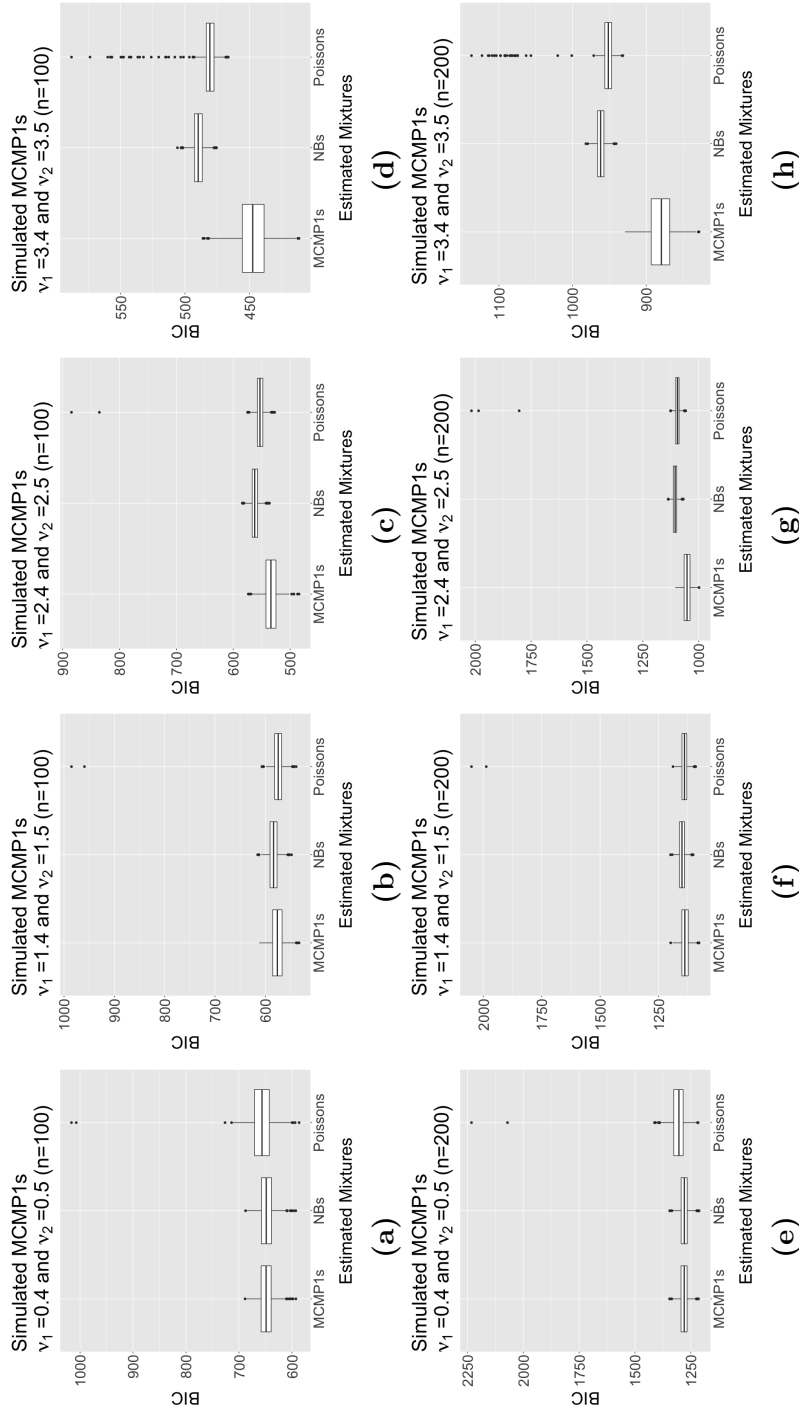 Simulated MCMP1s
ν1 =0.4 and ν2 =0.5 (n=100)
BIC
1000
900
800
700
600
MCMP1s NBs Poissons
Estimated Mixtures
(a)
Simulated MCMP1s
ν1 =1.4 and ν2 =1.5 (n=100)
BIC
1000
900
800
700
600
MCMP1s NBs Poissons
Estimated Mixtures
(b)
Simulated MCMP1s
ν1 =2.4 and ν2 =2.5 (n=100)
BIC
900
800
700
600
500
MCMP1s NBs Poissons
Estimated Mixtures
(c)
Simulated MCMP1s
ν1 =3.4 and ν2 =3.5 (n=100)
BIC
550
500
450
MCMP1s NBs Poissons
Estimated Mixtures
(d)
Simulated MCMP1s
ν1 =0.4 and ν2 =0.5 (n=200)
BIC
2250
2000
1750
1500
1250
MCMP1s NBs Poissons
Estimated Mixtures
(e)
Simulated MCMP1s
ν1 =1.4 and ν2 =1.5 (n=200)
BIC
2000
1750
1500
1250
MCMP1s NBs Poissons
Estimated Mixtures
(f)
Simulated MCMP1s
ν1 =2.4 and ν2 =2.5 (n=200)
BIC
2000
1750
1500
1250
1000
MCMP1s NBs Poissons
Estimated Mixtures
(g)
Simulated MCMP1s
ν1 =3.4 and ν2 =3.5 (n=200)
BIC
1100
1000
900
MCMP1s NBs Poissons
Estimated Mixtures
(h)